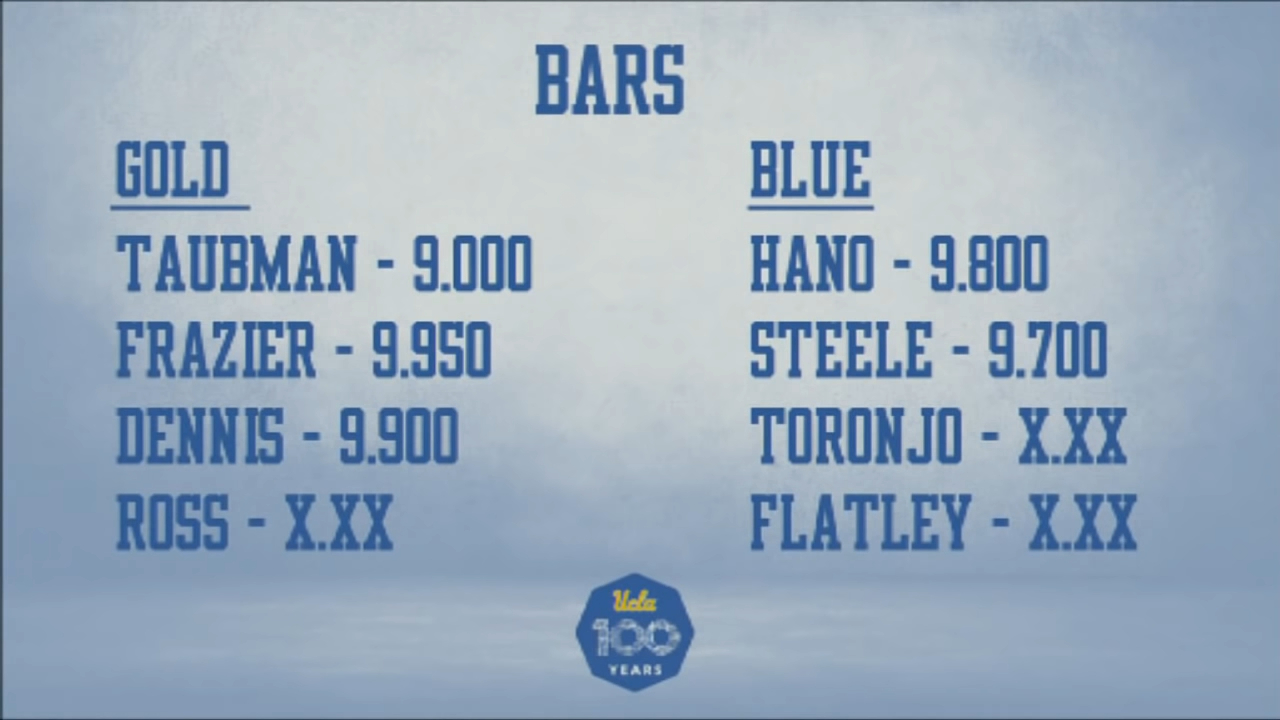 BARS
GOLD
TAUBMAN - 9.000
FRAZIER - 9.950
DENNIS - 9.900
ROSS - X.XX
BLUE
HANO - 9.800
STEELE - 9.700
TORONJO - X.XX
FLATLEY - X.XX
Ucla
100
YEARS